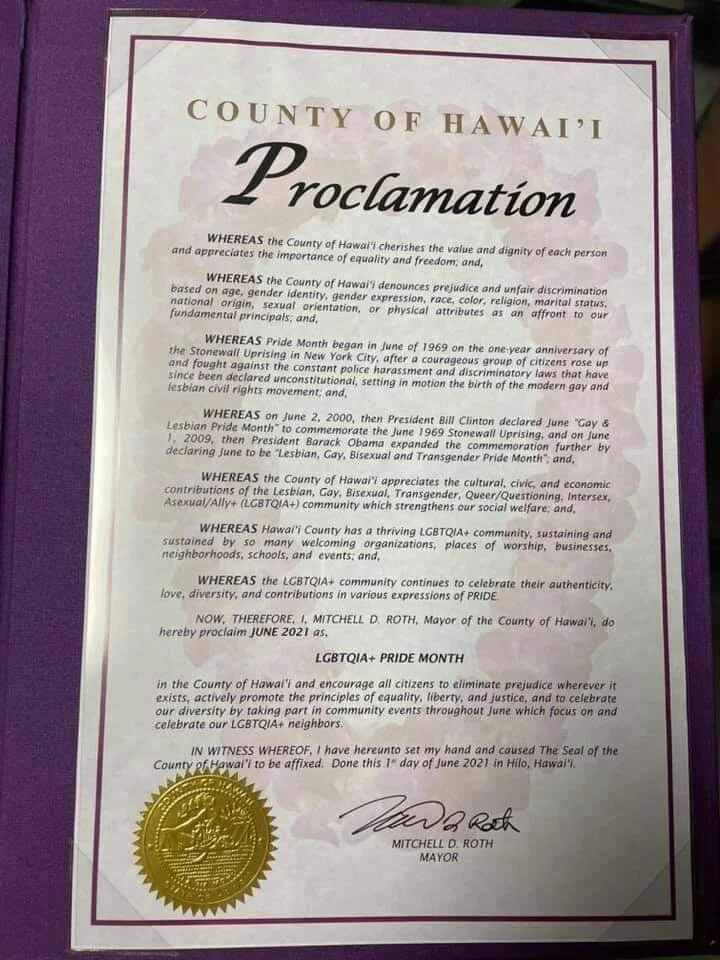 COUNTY OF HAWAI'I
Proclamation
WHEREAS the County of Hawai'i cherishes the value and dignity of each person
and appreciates the importance of equality and freedom; and,
WHEREAS the County of Hawai'i denounces prejudice and unfair discrimination
based on age, gender identity, gender expression, race, color, religion, marital status,
national origin, sexual orientation, or physical attributes as an affront to our
fundamental principals; and,
WHEREAS Pride Month began in June of 1969 on the one-year anniversary of
the Stonewall Uprising in New York City, after a courageous group of citizens rose up
and fought against the constant police harassment and discriminatory laws that have
since been declared unconstitutional, setting in motion the birth of the modern gay and
lesbian civil rights movement; and,
WHEREAS on June 2, 2000, then President Bill Clinton declared June "Gay &
Lesbian Pride Month" to commemorate the June 1969 Stonewall Uprising, and on June
1, 2009, then President Barack Obama expanded the commemoration further by
declaring June to be "Lesbian, Gay, Bisexual and Transgender Pride Month"; and,
WHEREAS the County of Hawai'i appreciates the cultural, civic, and economic
contributions of the Lesbian, Gay, Bisexual, Transgender, Queer/Questioning, Intersex,
Asexual/Ally+ (LGBTQIA+) community which strengthens our social welfare; and,
WHEREAS Hawai'i County has a thriving LGBTQIA+ community, sustaining and
sustained by so many welcoming organizations, places of worship, businesses,
neighborhoods, schools, and events; and,
WHEREAS the LGBTQIA+ community continues to celebrate their authenticity,
love, diversity, and contributions in various expressions of PRIDE.
NOW, THEREFORE, I, MITCHELL D. ROTH, Mayor of the County of Hawai'i, do
hereby proclaim JUNE 2021 as,
LGBTQIA+ PRIDE MONTH
in the County of Hawai'i and encourage all citizens to eliminate prejudice wherever it
exists, actively promote the principles of equality, liberty, and justice, and to celebrate
our diversity by taking part in community events throughout June which focus on and
celebrate our LGBTQIA+ neighbors.
IN WITNESS WHEREOF, I have hereunto set my hand and caused The Seal of the
County of Hawai'i to be affixed. Done this 1st day of June 2021 in Hilo, Hawai'i.
MITCHELL D. ROTH
MAYOR
COUNTY OF HAWAII